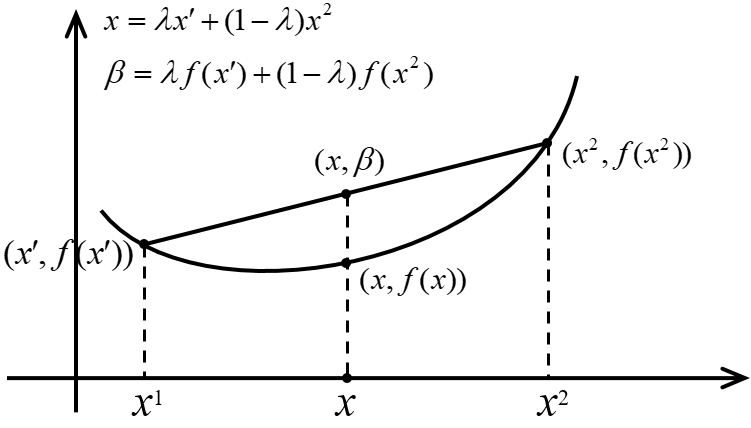 x = λx′ + (1 − λ)x²
β = λf(x′) + (1 − λ)f(x²)
(x, β)
(x², f(x²))
(x′, f(x′))
(x, f(x))
x¹ x x²